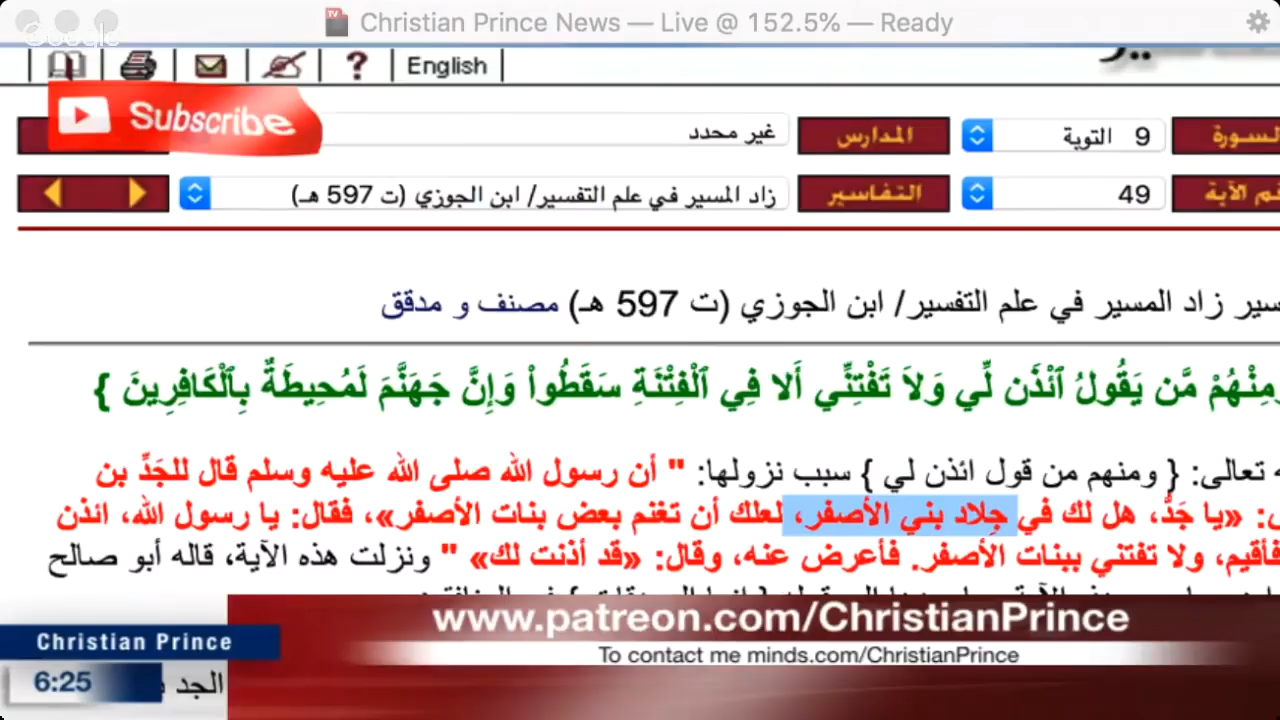 Christian Prince News — Live @ 152.5% — Ready
Google
English
Subscribe
السورة
9 التوبة
المدارس
غير محدد
49
التفاسير
زاد المسير في علم التفسير/ ابن الجوزي (ت 597 هـ)
زاد المسير في علم التفسير/ ابن الجوزي (ت 597 هـ) مصنف و مدقق
مَّن يَقُولُ ٱئْذَن لِّي وَلاَ تَفْتِنِّي أَلا فِي ٱلْفِتْنَةِ سَقَطُواْ وَإِنَّ جَهَنَّمَ لَمُحِيطَةٌ بِٱلْكَافِرِينَ }
تعالى: { ومنهم من قول ائذن لي } سبب نزولها: " أن رسول الله صلى الله عليه وسلم قال للجَدِّ بن
«يا جَدُّ، هل لك في جِلاد بني الأصفر، لعلك أن تغنم بعض بنات الأصفر»، فقال: يا رسول الله، ائذن
فأقيم، ولا تفتني ببنات الأصفر. فأعرض عنه، وقال: «قد أذنت لك» " ونزلت هذه الآية، قاله أبو صالح
www.patreon.com/ChristianPrince
Christian Prince
To contact me minds.com/ChristianPrince
6:25
الجد